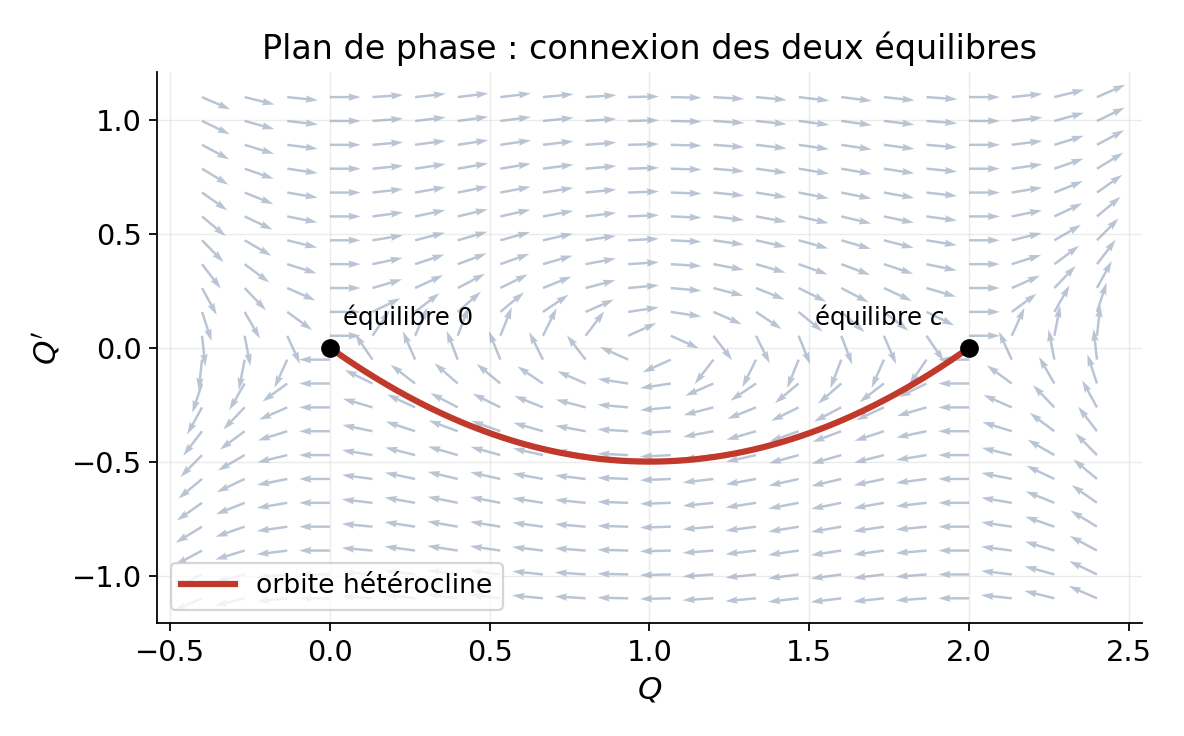 Plan de phase : connexion des deux équilibres
1.0
0.5
0.0
−0.5
−1.0
Q′
équilibre 0
équilibre c
orbite hétérocline
−0.5 0.0 0.5 1.0 1.5 2.0 2.5
Q